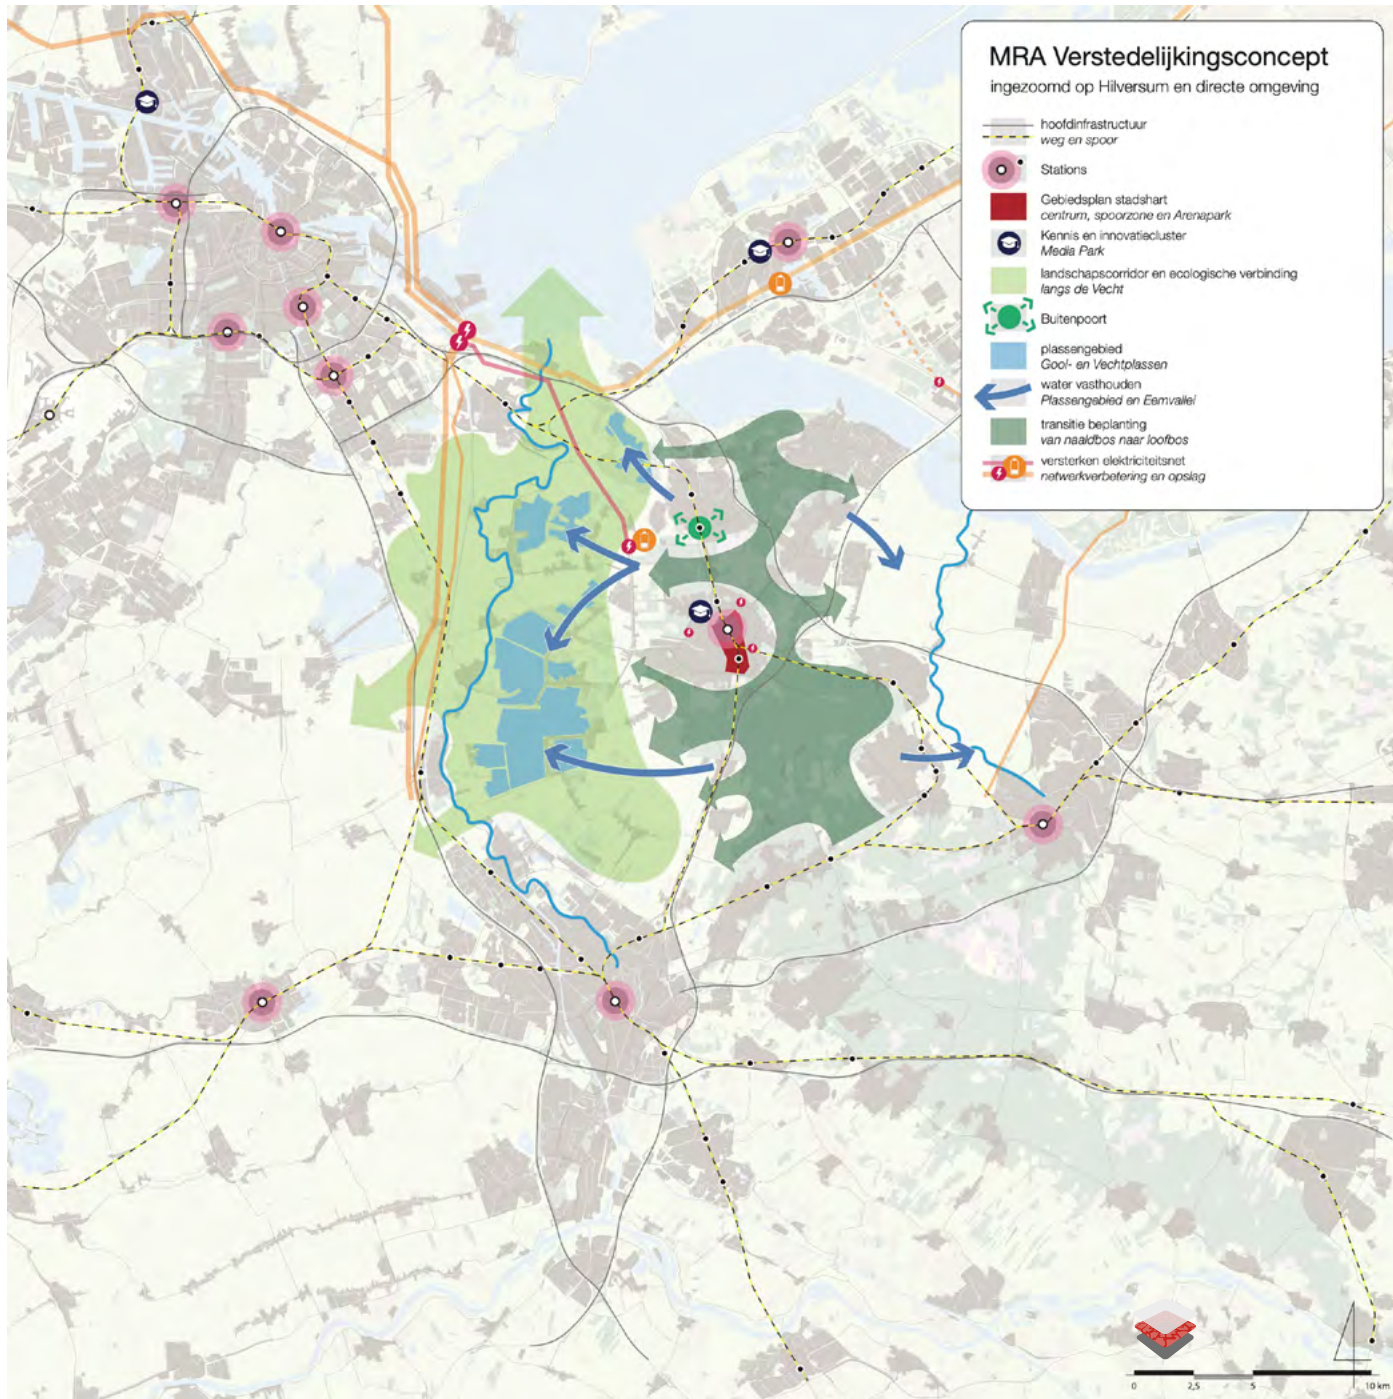 MRA Verstedelijkingsconcept
ingezoomd op Hilversum en directe omgeving
hoofdinfrastructuur
weg en spoor
Stations
Gebiedsplan stadshart
centrum, spoorzone en Arenapark
Kennis en innovatiecluster
Media Park
landschapscorridor en ecologische verbinding
langs de Vecht
Buitenpoort
plassengebied
Gooi- en Vechtplassen
water vasthouden
Plassengebied en Eemvallei
transitie beplanting
van naaldbos naar loofbos
versterken elektriciteitsnet
netwerkverbetering en opslag
0 2,5 5 10 km